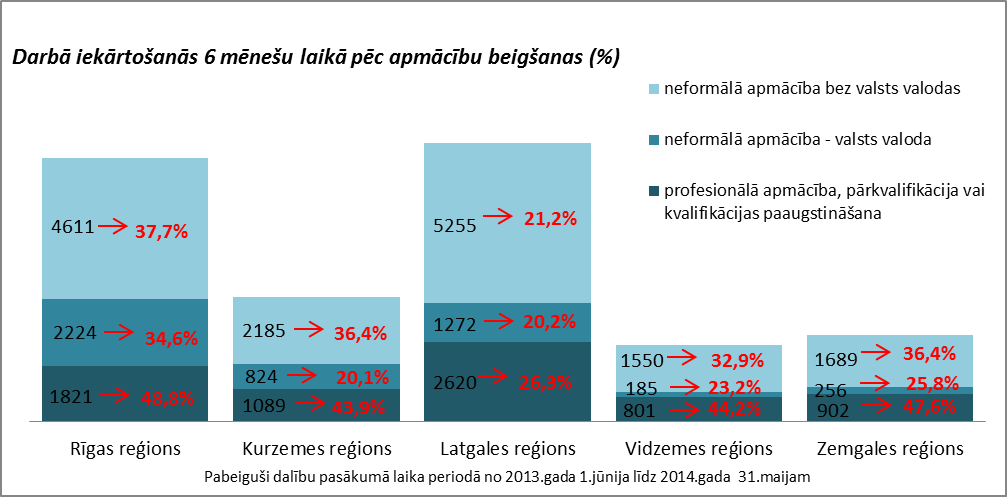 Darbā iekārtošanās 6 mēnešu laikā pēc apmācību beigšanas (%)
neformālā apmācība bez valsts valodas
neformālā apmācība - valsts valoda
profesionālā apmācība, pārkvalifikācija vai
kvalifikācijas paaugstināšana
4611 → 37,7%
2224 → 34,6%
1821 → 48,8%
Rīgas reģions
2185 → 36,4%
824 → 20,1%
1089 → 43,9%
Kurzemes reģions
5255 → 21,2%
1272 → 20,2%
2620 → 26,3%
Latgales reģions
1550 → 32,9%
185 → 23,2%
801 → 44,2%
Vidzemes reģions
1689 → 36,4%
256 → 25,8%
902 → 47,6%
Zemgales reģions
Pabeiguši dalību pasākumā laika periodā no 2013.gada 1.jūnija līdz 2014.gada 31.maijam